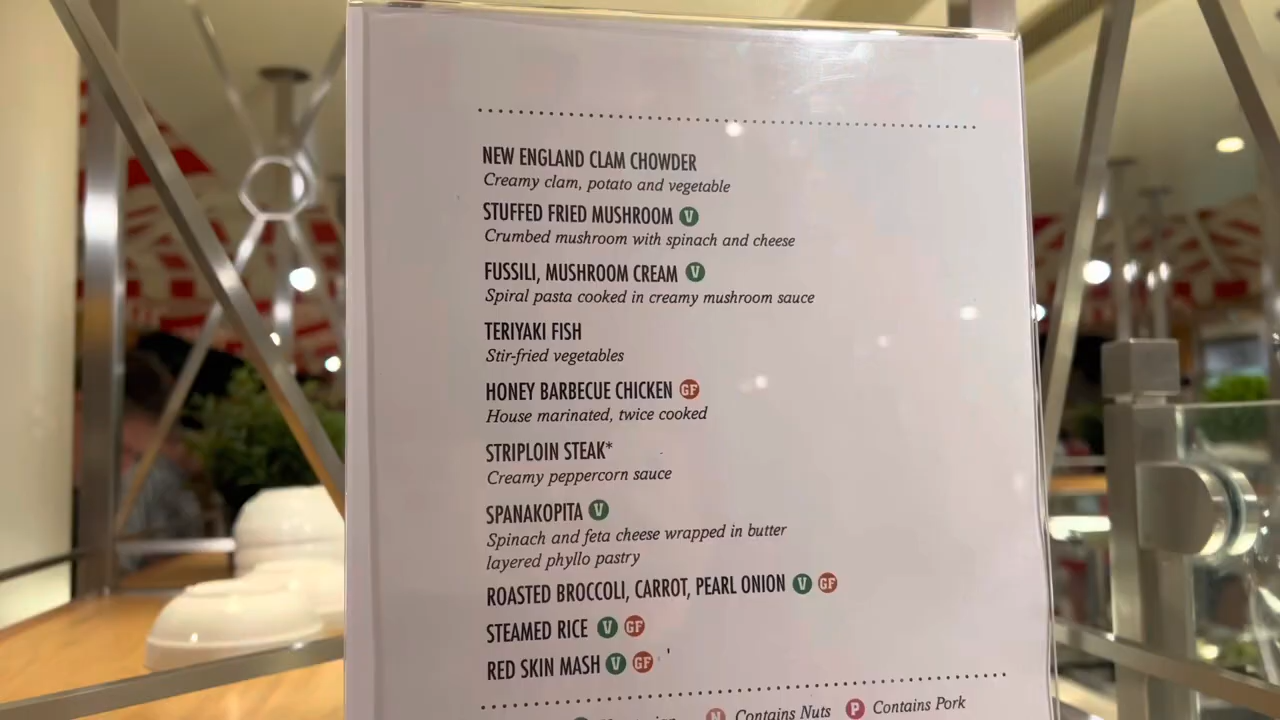 NEW ENGLAND CLAM CHOWDER
Creamy clam, potato and vegetable
STUFFED FRIED MUSHROOM V
Crumbed mushroom with spinach and cheese
FUSSILI, MUSHROOM CREAM V
Spiral pasta cooked in creamy mushroom sauce
TERIYAKI FISH
Stir-fried vegetables
HONEY BARBECUE CHICKEN GF
House marinated, twice cooked
STRIPLOIN STEAK*
Creamy peppercorn sauce
SPANAKOPITA V
Spinach and feta cheese wrapped in butter
layered phyllo pastry
ROASTED BROCCOLI, CARROT, PEARL ONION V GF
STEAMED RICE V GF
RED SKIN MASH V GF
N Contains Nuts P Contains Pork